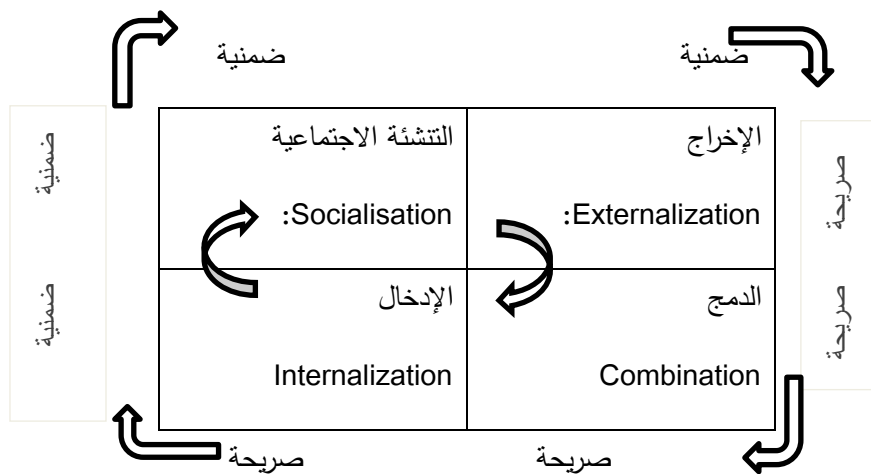 ضمنية
ضمنية
صريحة
الإخراج
Externalization:
التنشئة الاجتماعية
Socialisation:
ضمنية
صريحة
الدمج
Combination
الإدخال
Internalization
ضمنية
صريحة
صريحة